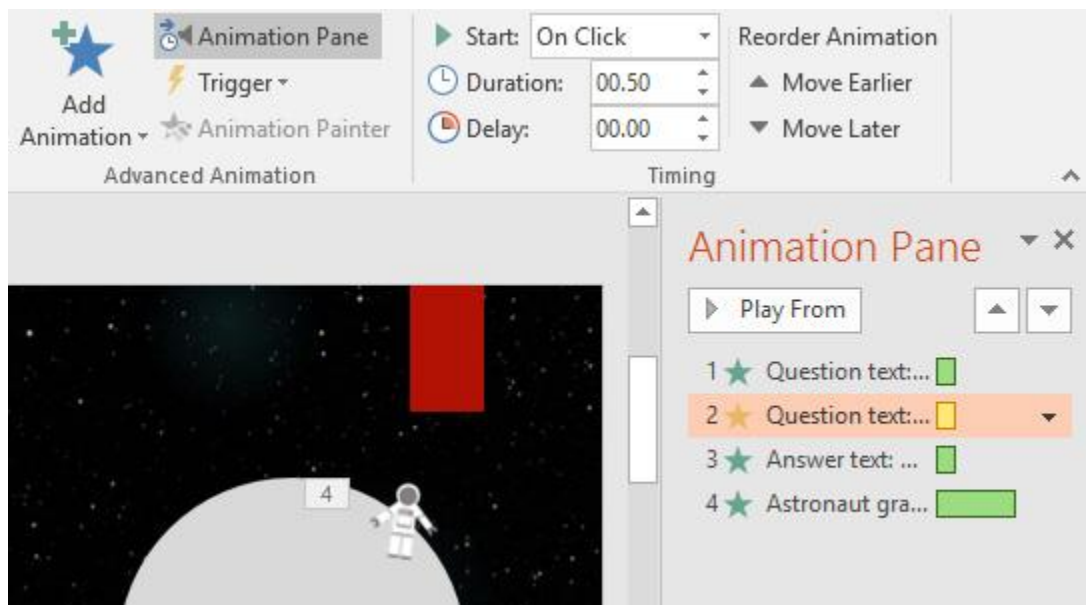 Add
Animation
Animation Pane
Trigger
Animation Painter
Advanced Animation
Start: On Click
Duration: 00.50
Delay: 00.00
Reorder Animation
Move Earlier
Move Later
Timing
4
Animation Pane
Play From
1 Question text:...
2 Question text:...
3 Answer text: ...
4 Astronaut gra...